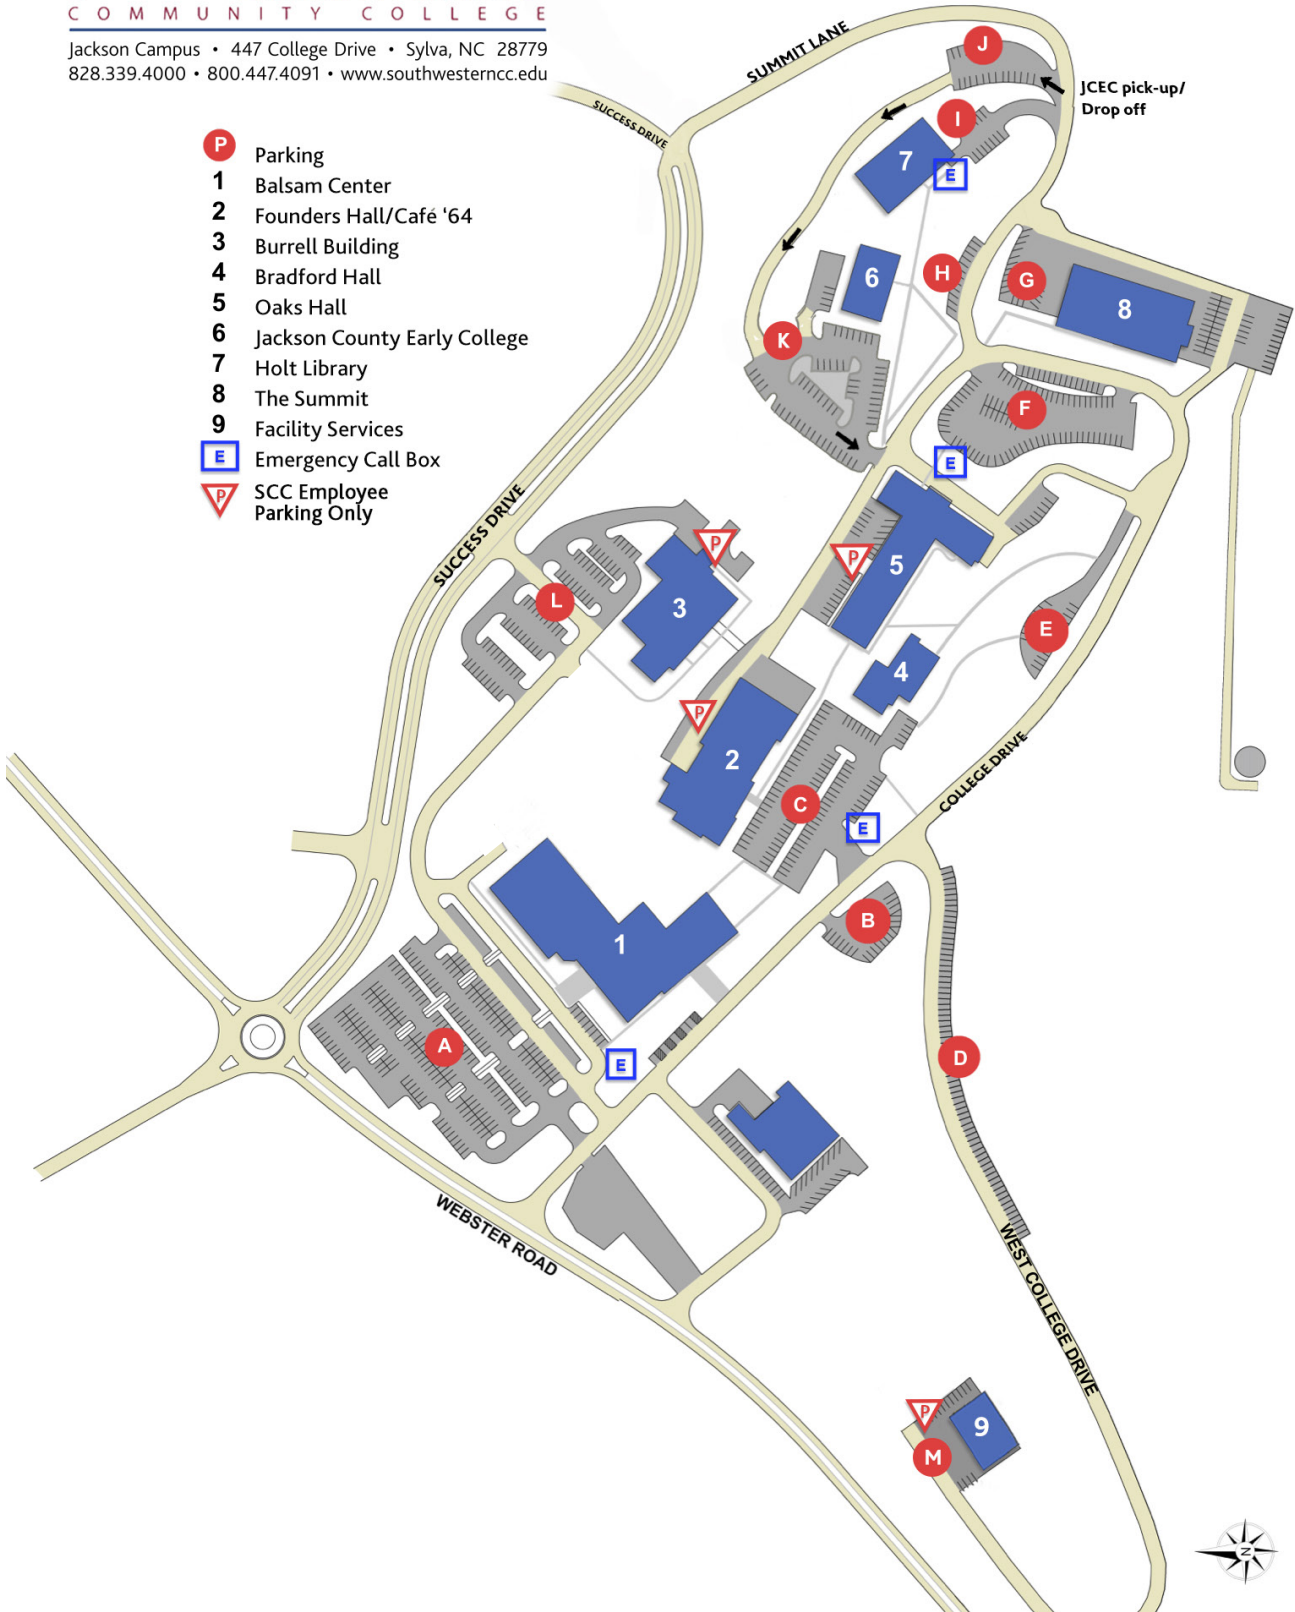 COMMUNITY COLLEGE
Jackson Campus • 447 College Drive • Sylva, NC 28779
828.339.4000 • 800.447.4091 • www.southwesterncc.edu
P Parking
1 Balsam Center
2 Founders Hall/Café '64
3 Burrell Building
4 Bradford Hall
5 Oaks Hall
6 Jackson County Early College
7 Holt Library
8 The Summit
9 Facility Services
E Emergency Call Box
P SCC Employee
Parking Only
SUMMIT LANE
SUCCESS DRIVE
J
JCEC pick-up/
Drop off
I
7
E
H
6
G
8
K
F
E
SUCCESS DRIVE
P
P
5
L
3
E
4
P
2
COLLEGE DRIVE
C
E
B
1
A
D
E
WEBSTER ROAD
WEST COLLEGE DRIVE
P
9
M
N